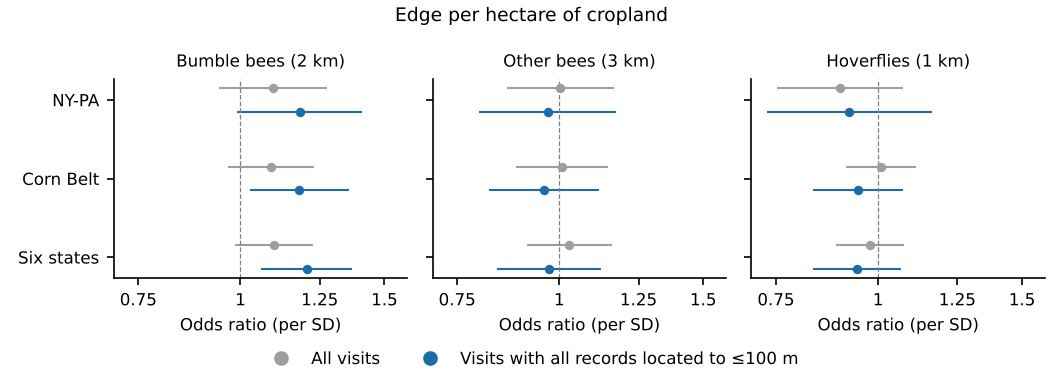 Edge per hectare of cropland
Bumble bees (2 km)
Other bees (3 km)
Hoverflies (1 km)
NY-PA
Corn Belt
Six states
0.75 1 1.25 1.5
0.75 1 1.25 1.5
0.75 1 1.25 1.5
Odds ratio (per SD)
Odds ratio (per SD)
Odds ratio (per SD)
All visits
Visits with all records located to ≤100 m